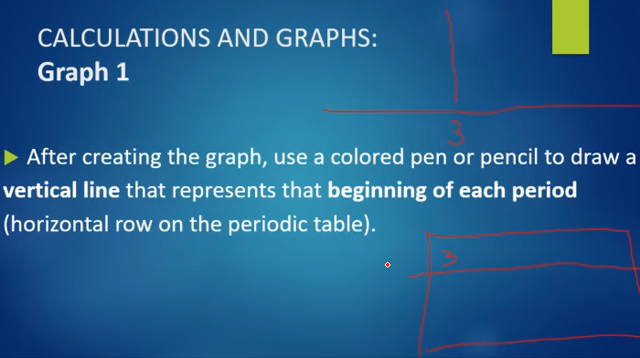 CALCULATIONS AND GRAPHS:
Graph 1
3
After creating the graph, use a colored pen or pencil to draw a
vertical line that represents that beginning of each period
(horizontal row on the periodic table).
3